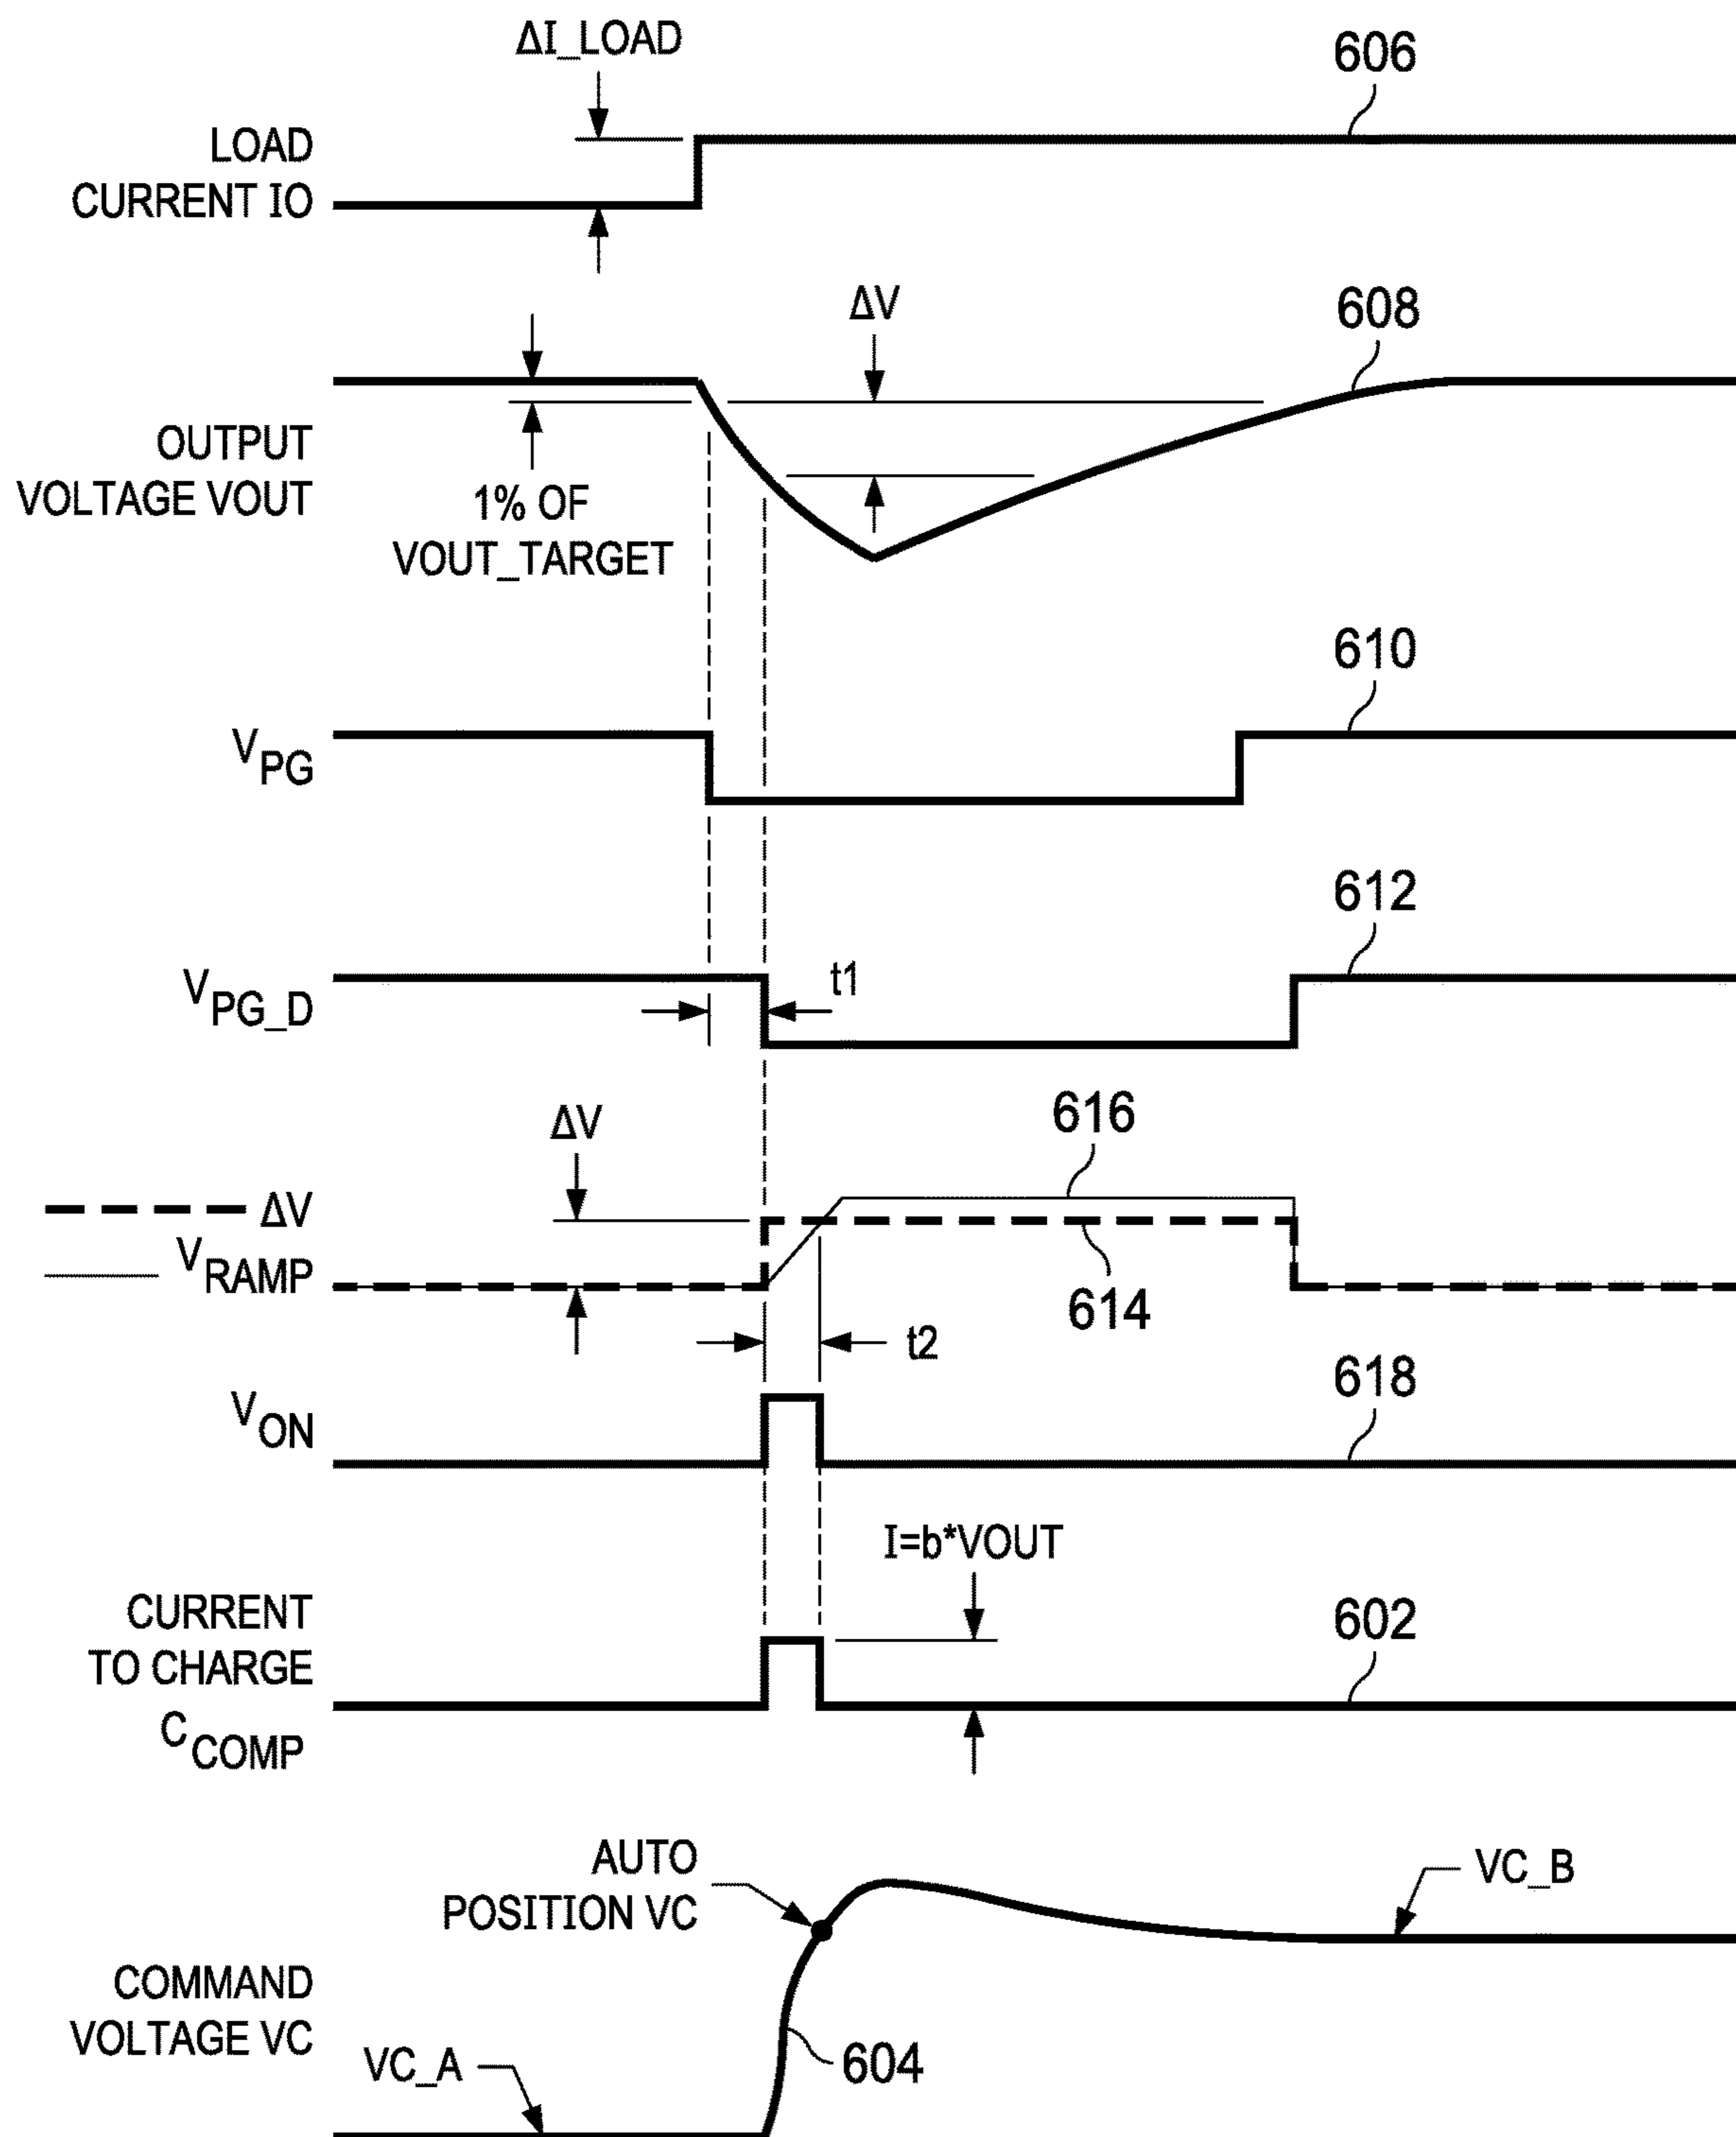 ΔI_LOAD
606
LOAD
CURRENT IO
ΔV
608
OUTPUT
VOLTAGE VOUT
1% OF
VOUT_TARGET
610
VPG
612
VPG_D
t1
616
ΔV
ΔV
VRAMP
614
t2
618
VON
I=b*VOUT
602
CURRENT
TO CHARGE
CCOMP
AUTO
POSITION VC
VC_B
COMMAND
VOLTAGE VC
604
VC_A